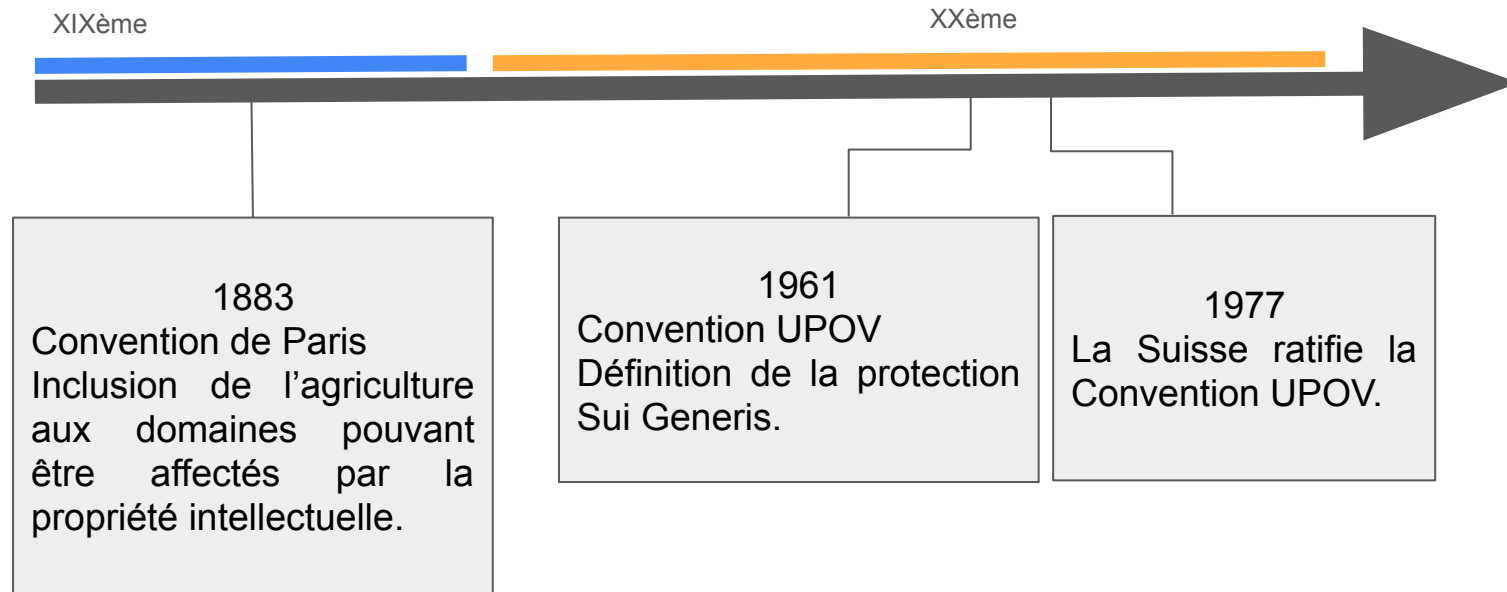 XIXème
XXème
1883
Convention de Paris
Inclusion de l’agriculture
aux domaines pouvant
être affectés par la
propriété intellectuelle.
1961
Convention UPOV
Définition de la protection
Sui Generis.
1977
La Suisse ratifie la
Convention UPOV.